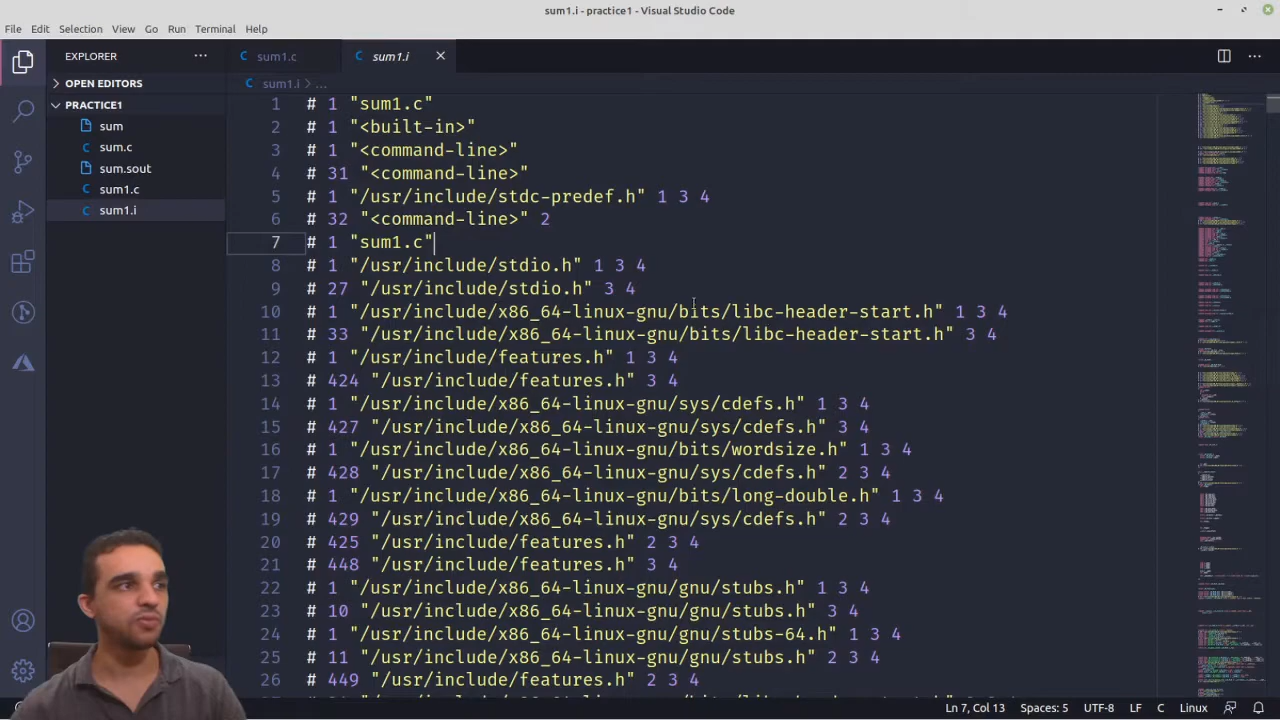 sum1.i - practice1 - Visual Studio Code
File Edit Selection View Go Run Terminal Help
EXPLORER
sum1.c
sum1.i
OPEN EDITORS
sum1.i > ...
PRACTICE1
sum
sum.c
sum.sout
sum1.c
sum1.i
1 # 1 "sum1.c"
2 # 1 "<built-in>"
3 # 1 "<command-line>"
4 # 31 "<command-line>"
5 # 1 "/usr/include/stdc-predef.h" 1 3 4
6 # 32 "<command-line>" 2
7 # 1 "sum1.c"
8 # 1 "/usr/include/stdio.h" 1 3 4
9 # 27 "/usr/include/stdio.h" 3 4
10 # 1 "/usr/include/x86_64-linux-gnu/bits/libc-header-start.h" 1 3 4
11 # 33 "/usr/include/x86_64-linux-gnu/bits/libc-header-start.h" 3 4
12 # 1 "/usr/include/features.h" 1 3 4
13 # 424 "/usr/include/features.h" 3 4
14 # 1 "/usr/include/x86_64-linux-gnu/sys/cdefs.h" 1 3 4
15 # 427 "/usr/include/x86_64-linux-gnu/sys/cdefs.h" 3 4
16 # 1 "/usr/include/x86_64-linux-gnu/bits/wordsize.h" 1 3 4
17 # 428 "/usr/include/x86_64-linux-gnu/sys/cdefs.h" 2 3 4
18 # 1 "/usr/include/x86_64-linux-gnu/bits/long-double.h" 1 3 4
19 # 429 "/usr/include/x86_64-linux-gnu/sys/cdefs.h" 2 3 4
20 # 425 "/usr/include/features.h" 2 3 4
21 # 448 "/usr/include/features.h" 3 4
22 # 1 "/usr/include/x86_64-linux-gnu/gnu/stubs.h" 1 3 4
23 # 10 "/usr/include/x86_64-linux-gnu/gnu/stubs.h" 3 4
24 # 1 "/usr/include/x86_64-linux-gnu/gnu/stubs-64.h" 1 3 4
25 # 11 "/usr/include/x86_64-linux-gnu/gnu/stubs.h" 2 3 4
26 # 449 "/usr/include/features.h" 2 3 4
Ln 7, Col 13 Spaces: 5 UTF-8 LF C Linux